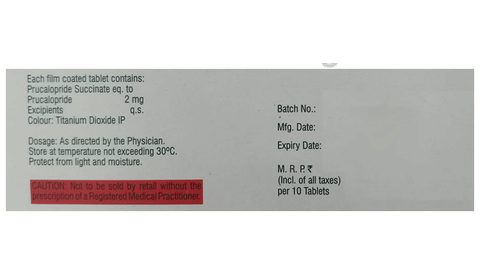 Each film coated tablet contains:
Prucalopride Succinate eq. to
Prucalopride 2 mg
Excipients q.s.
Colour: Titanium Dioxide IP
Dosage: As directed by the Physician.
Store at temperature not exceeding 30ºC.
Protect from light and moisture.
CAUTION: Not to be sold by retail without the
prescription of a Registered Medical Practitioner.
Batch No.:
Mfg. Date:
Expiry Date:
M. R. P. ₹
(Incl. of all taxes)
per 10 Tablets